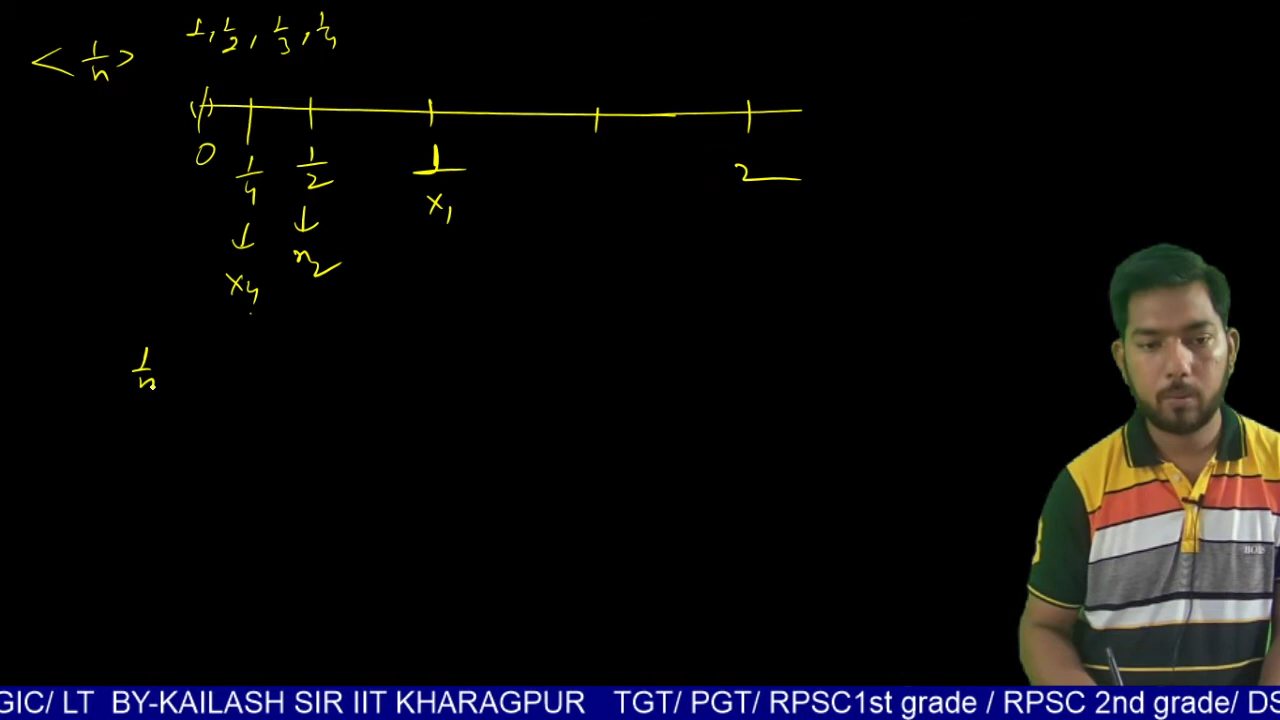 < 1/n > 1, 1/2, 1/3, 1/4
0 1/4 1/2 1 2
↓ ↓ x₁
x₄ x₂
1/n
BOSS
GIC/ LT BY-KAILASH SIR IIT KHARAGPUR TGT/ PGT/ RPSC1st grade / RPSC 2nd grade/ DS